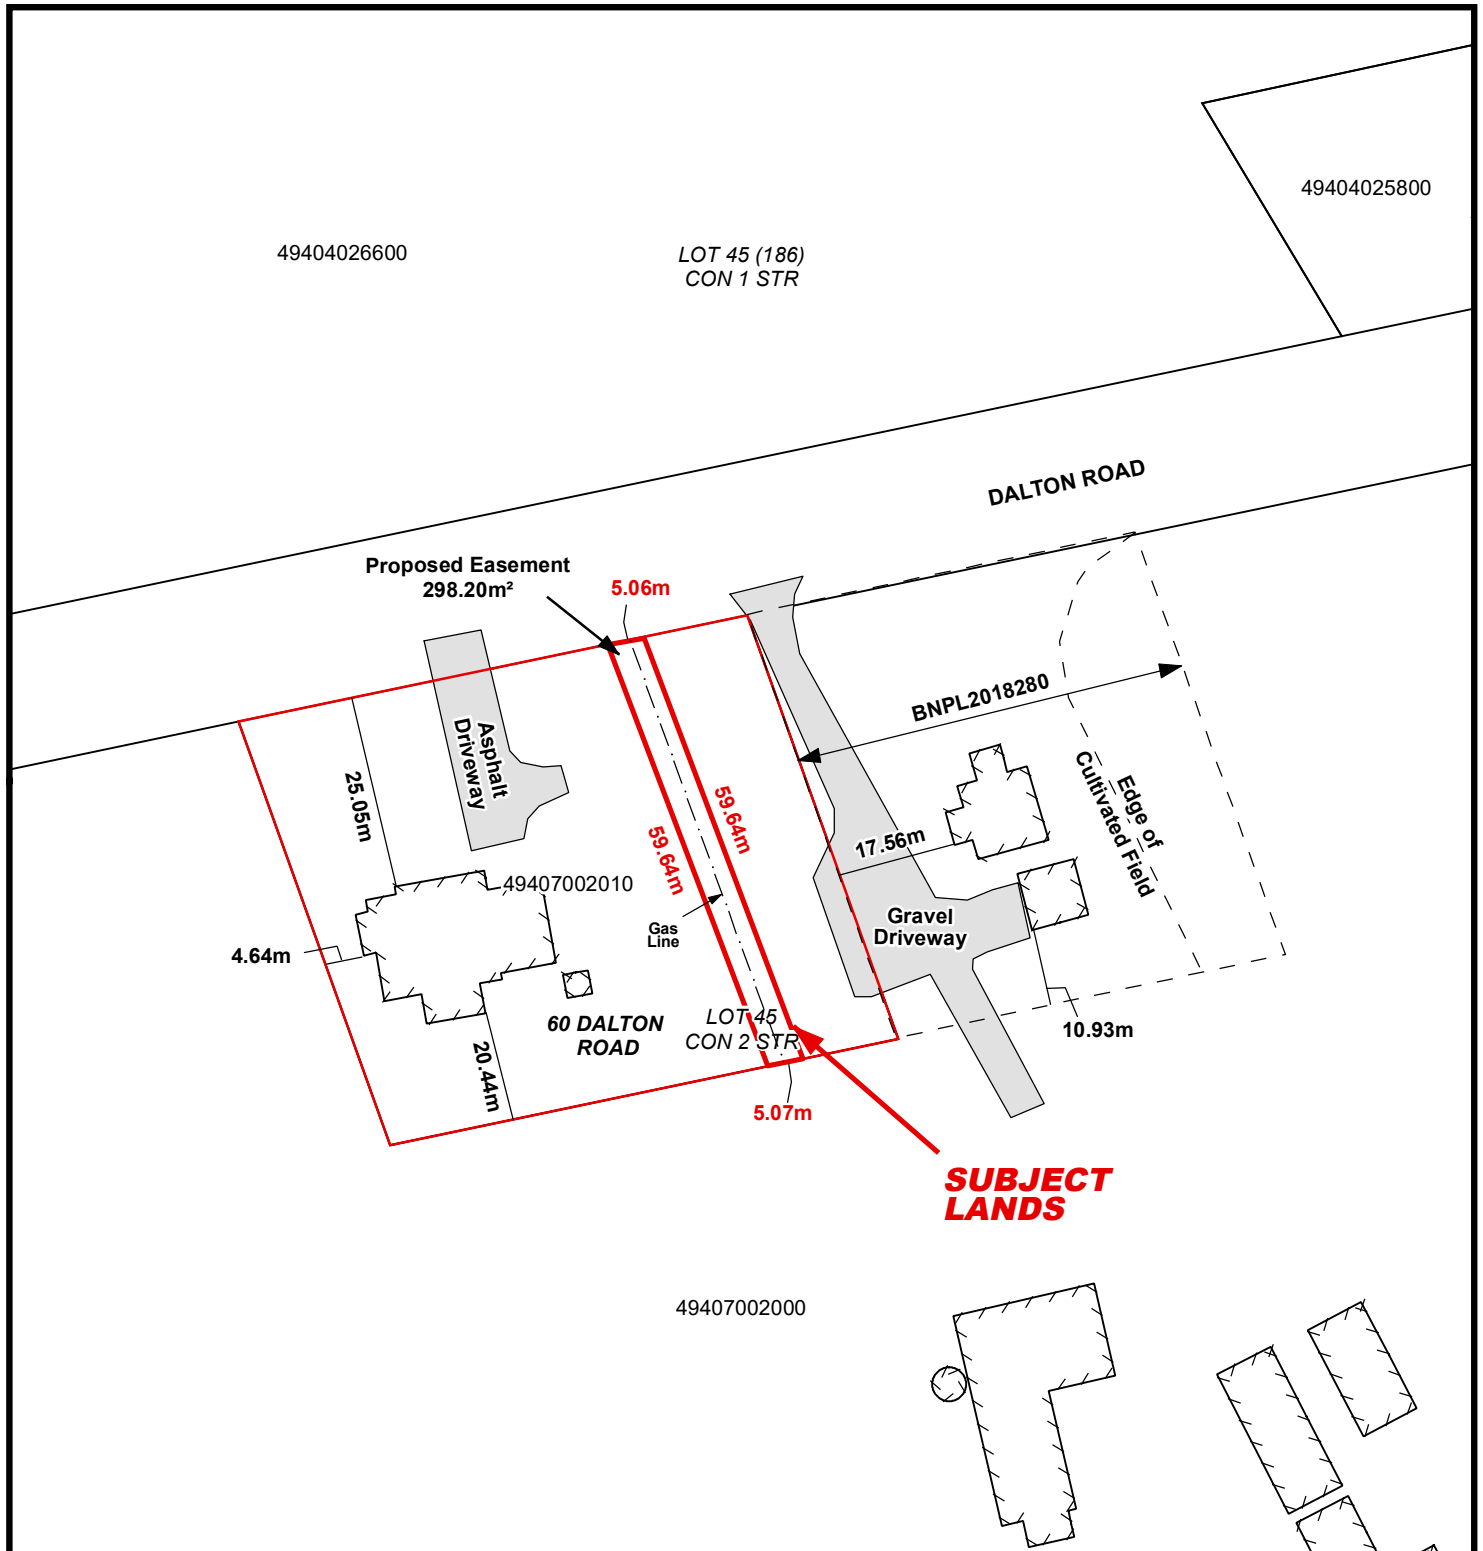 49404025800
49404026600
LOT 45 (186)
CON 1 STR
DALTON ROAD
Proposed Easement
298.20m²
5.06m
BNPL2018280
Asphalt
Driveway
25.05m
59.64m
59.64m
Edge of
Cultivated Field
17.56m
49407002010
Gas
Line
Gravel
Driveway
4.64m
LOT 45
CON 2 STR
60 DALTON
ROAD
10.93m
20.44m
5.07m
SUBJECT
LANDS
49407002000